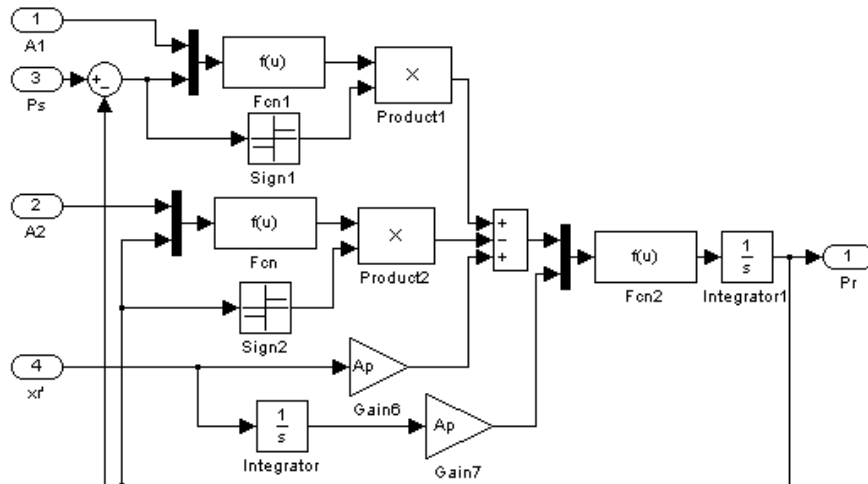 1
A1
3
Ps
+
−
f(u)
Fcn1
×
Product1
Sign1
2
A2
f(u)
Fcn
×
Product2
Sign2
+
−
+
f(u)
Fcn2
1
s
Integrator1
1
Pr
4
xr'
Ap
Gain6
1
s
Integrator
Ap
Gain7